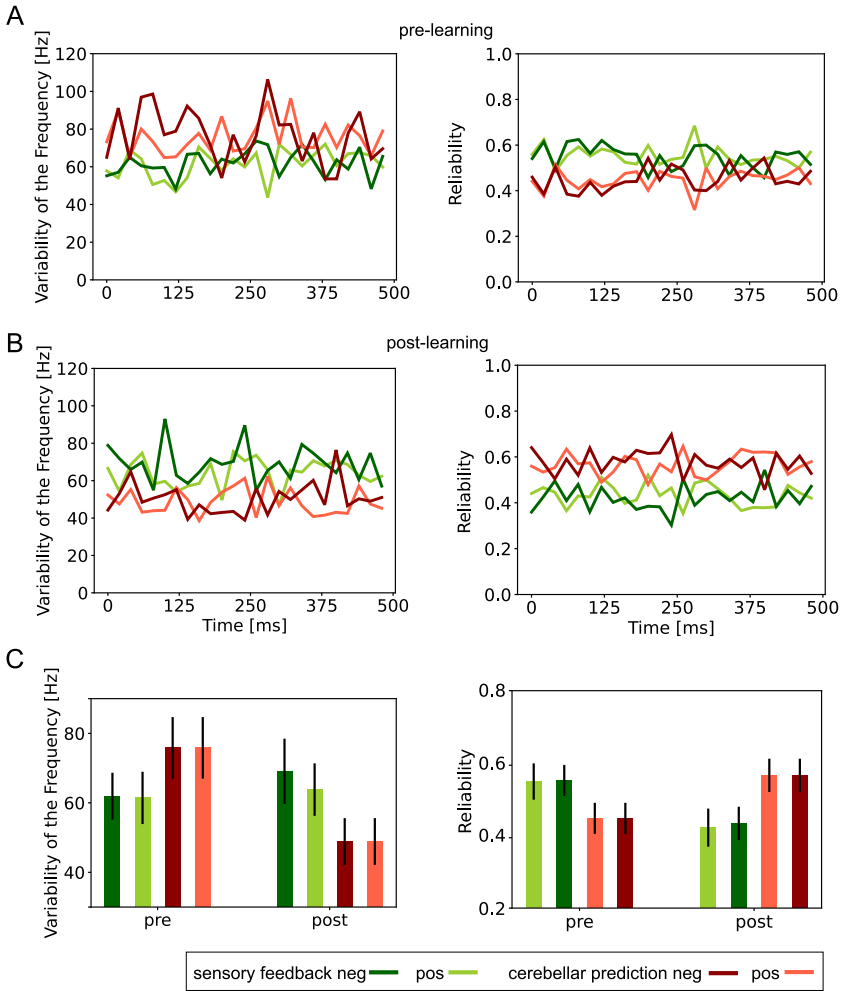 A
pre-learning
Variability of the Frequency [Hz]
120
100
80
60
40
20
0
0 125 250 375 500
Reliability
1.0
0.8
0.6
0.4
0.2
0.0
0 125 250 375 500
B
post-learning
Variability of the Frequency [Hz]
120
100
80
60
40
20
0
0 125 250 375 500
Time [ms]
Reliability
1.0
0.8
0.6
0.4
0.2
0.0
0 125 250 375 500
Time [ms]
C
Variability of the Frequency [Hz]
80
60
40
pre post
Reliability
0.8
0.6
0.4
0.2
pre post
sensory feedback neg pos cerebellar prediction neg pos